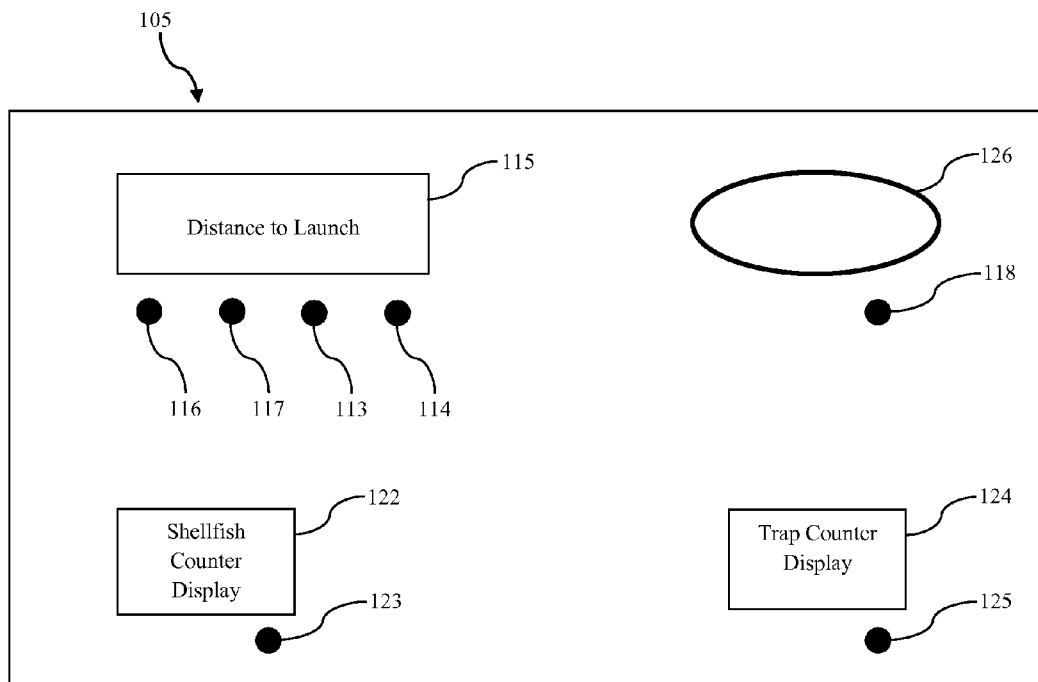 105
115
126
Distance to Launch
118
116
117
113
114
122
124
Shellfish
Counter
Display
Trap Counter
Display
123
125